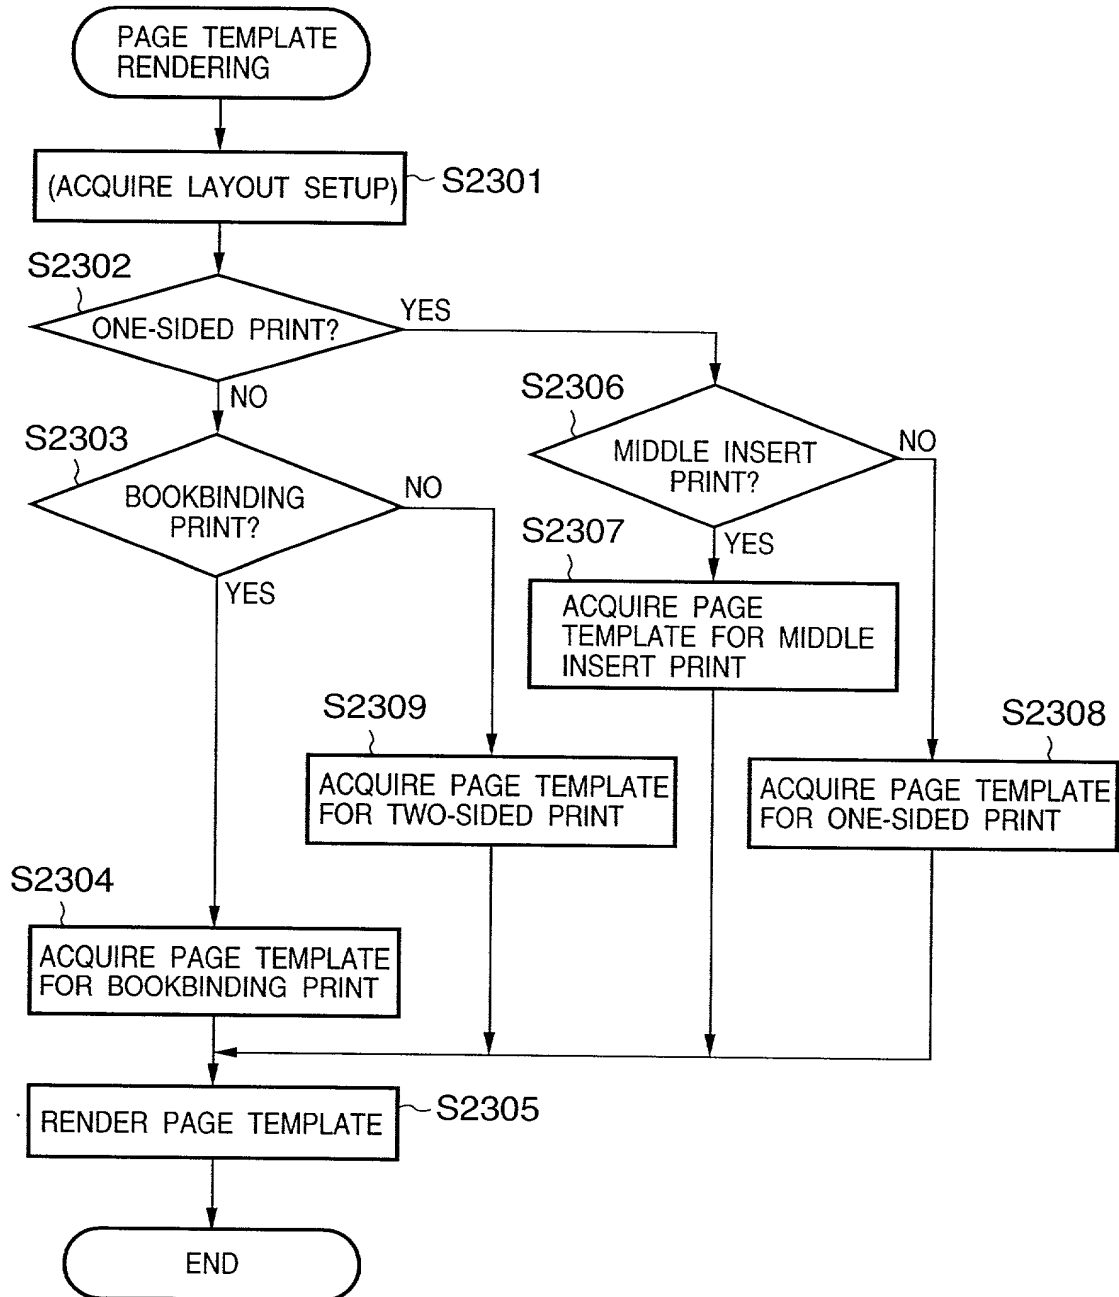 PAGE TEMPLATE
RENDERING
(ACQUIRE LAYOUT SETUP)
S2301
S2302
ONE-SIDED PRINT?
YES
NO
S2303
BOOKBINDING
PRINT?
NO
YES
S2306
MIDDLE INSERT
PRINT?
NO
YES
S2307
ACQUIRE PAGE
TEMPLATE FOR MIDDLE
INSERT PRINT
S2309
ACQUIRE PAGE TEMPLATE
FOR TWO-SIDED PRINT
S2308
ACQUIRE PAGE TEMPLATE
FOR ONE-SIDED PRINT
S2304
ACQUIRE PAGE TEMPLATE
FOR BOOKBINDING PRINT
RENDER PAGE TEMPLATE
S2305
END